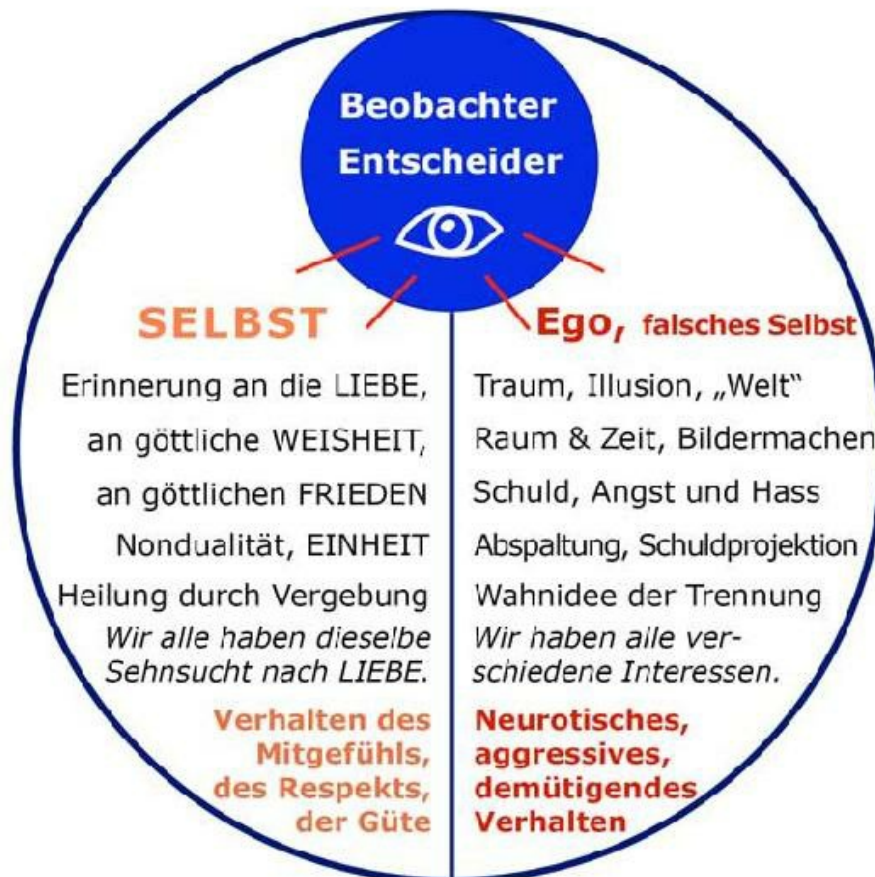 Beobachter
Entscheider
SELBST
Erinnerung an die LIEBE,
an göttliche WEISHEIT,
an göttlichen FRIEDEN
Nondualität, EINHEIT
Heilung durch Vergebung
Wir alle haben dieselbe
Sehnsucht nach LIEBE.
Verhalten des
Mitgefühls,
des Respekts,
der Güte
Ego, falsches Selbst
Traum, Illusion, „Welt“
Raum & Zeit, Bildermachen
Schuld, Angst und Hass
Abspaltung, Schuldprojektion
Wahnidee der Trennung
Wir haben alle ver-
schiedene Interessen.
Neurotisches,
aggressives,
demütigendes
Verhalten